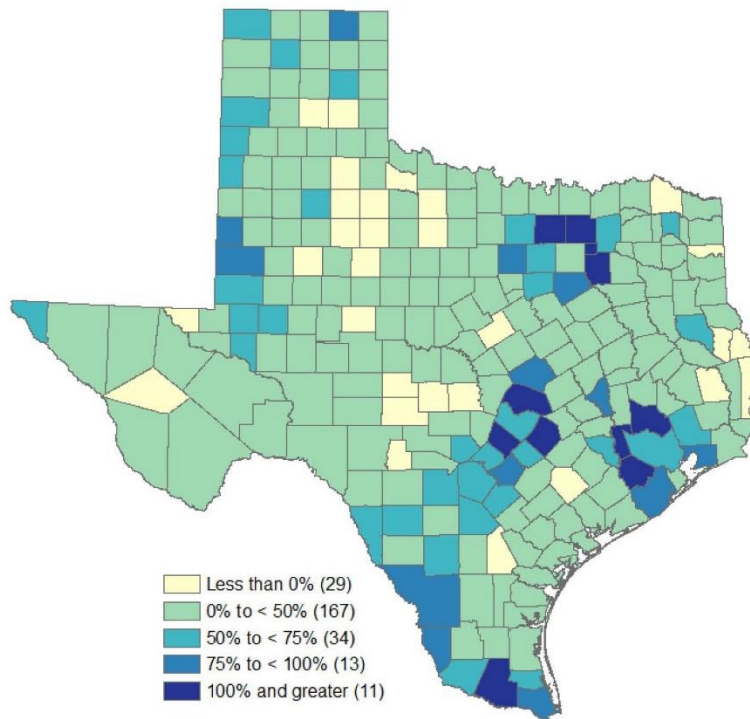 Less than 0% (29)
0% to < 50% (167)
50% to < 75% (34)
75% to < 100% (13)
100% and greater (11)